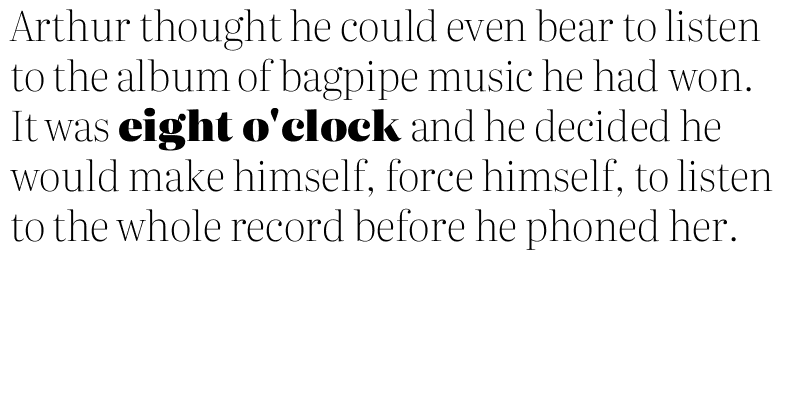 Arthur thought he could even bear to listen
to the album of bagpipe music he had won.
It was eight o'clock and he decided he
would make himself, force himself, to listen
to the whole record before he phoned her.